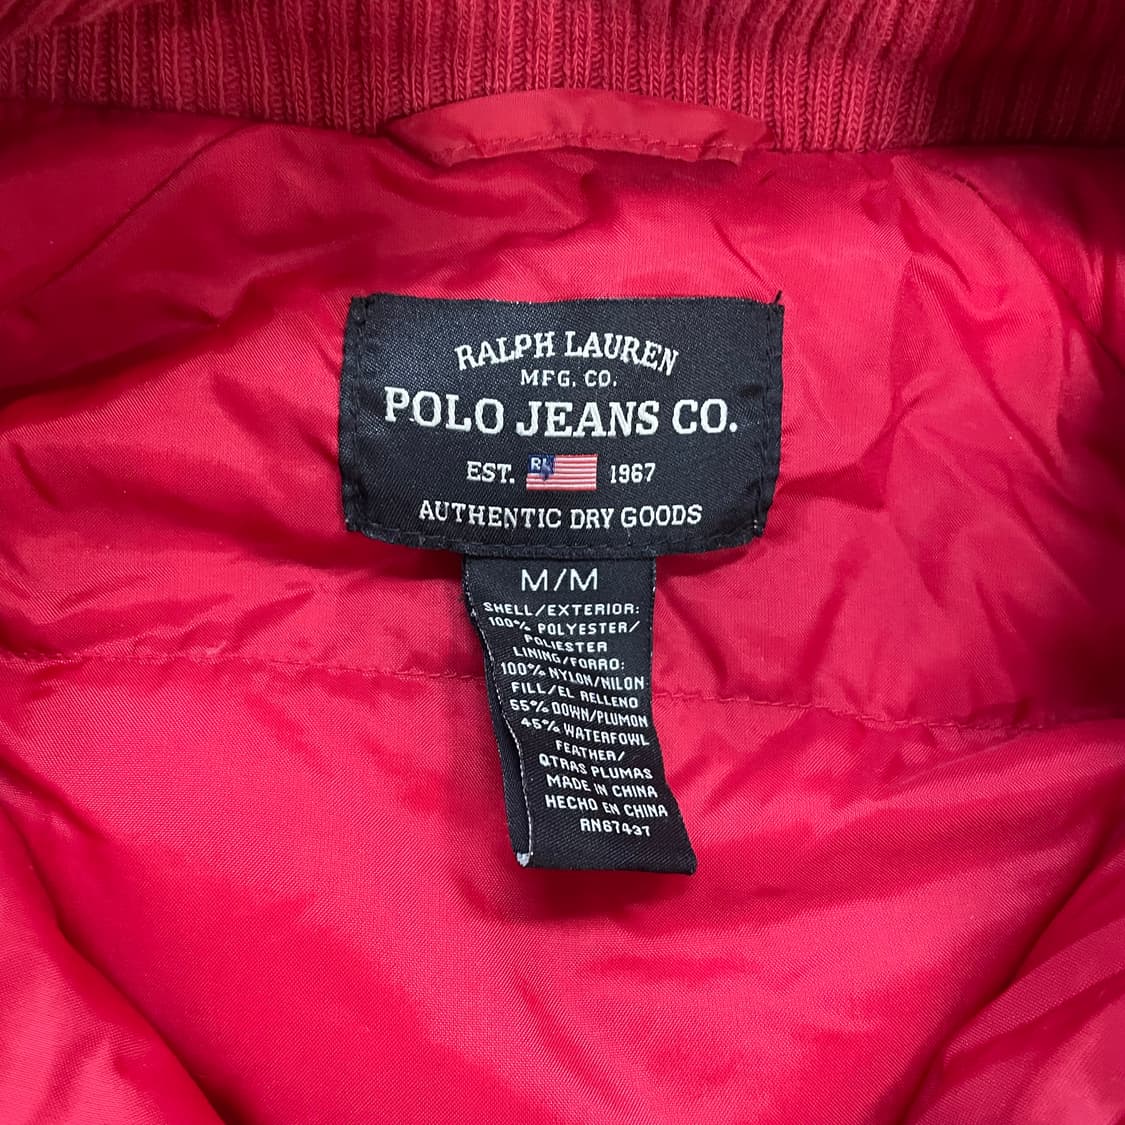 RALPH LAUREN
MFG. CO.
POLO JEANS CO.
EST. RL 1967
AUTHENTIC DRY GOODS
M/M
SHELL/EXTERIOR:
100% POLYESTER/
POLIESTER
LINING/FORRO:
100% NYLON/NILON
FILL/EL RELLENO
55% DOWN/PLUMON
45% WATERFOWL
FEATHER/
OTRAS PLUMAS
MADE IN CHINA
HECHO EN CHINA
RN67437